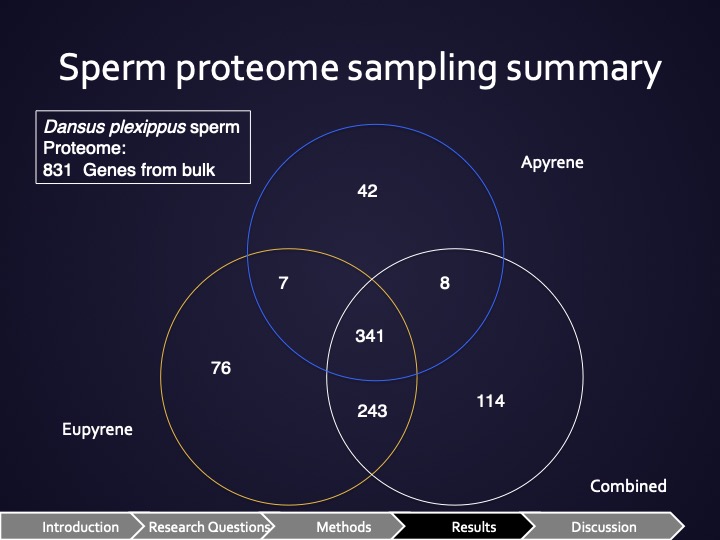 Sperm proteome sampling summary
Dansus plexippus sperm
Proteome:
831 Genes from bulk
Apyrene
42
7
8
341
76
243
114
Eupyrene
Combined
Introduction
Research Questions
Methods
Results
Discussion